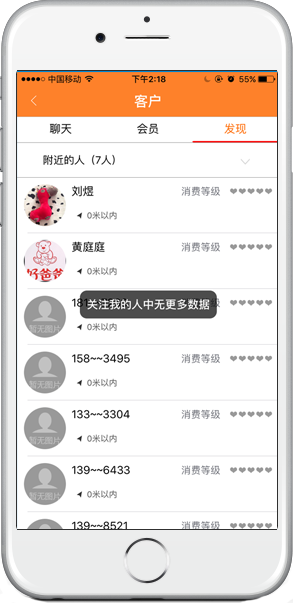 中国移动 下午2:18 55%
客户
聊天 会员 发现
附近的人（7人）
刘煜 消费等级
0米以内
好爸爸
黄庭庭 消费等级
0米以内
关注我的人中无更多数据
暂无图片
0米以内
158~~3495 消费等级
暂无图片
0米以内
133~~3304 消费等级
暂无图片
0米以内
139~~6433 消费等级
暂无图片
0米以内
139~~8521 消费等级